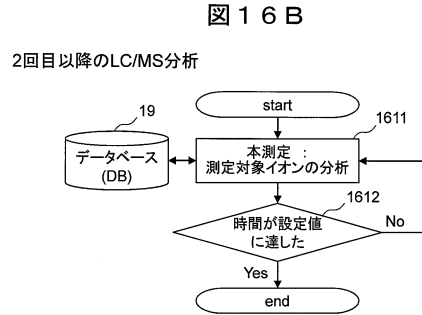 図１６Ｂ
2回目以降のLC/MS分析
start
19
1611
データベース
(DB)
本測定 :
測定対象イオンの分析
1612
時間が設定値
に達した
No
Yes
end